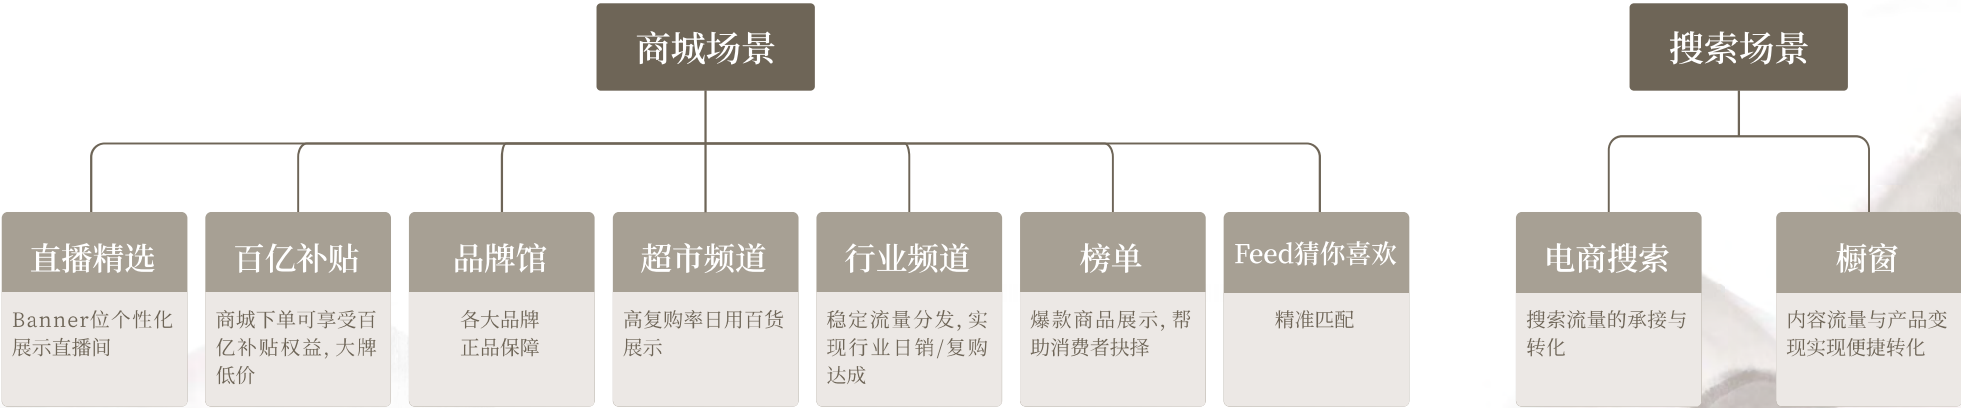 商城场景
搜索场景
直播精选
Banner位个性化
展示直播间
百亿补贴
商城下单可享受百
亿补贴权益, 大牌
低价
品牌馆
各大品牌
正品保障
超市频道
高复购率日用百货
展示
行业频道
稳定流量分发, 实
现行业日销/复购
达成
榜单
爆款商品展示, 帮
助消费者抉择
Feed猜你喜欢
精准匹配
电商搜索
搜索流量的承接与
转化
橱窗
内容流量与产品变
现实现便捷转化